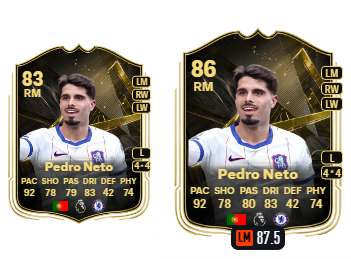 83
RM
LM
RW
LW
L
4★4
Pedro Neto
PAC SHO PAS DRI DEF PHY
92 78 79 83 42 74
86
RM
LM
RW
LW
L
4★4
Pedro Neto
PAC SHO PAS DRI DEF PHY
92 78 80 85 42 74
LM 87.5